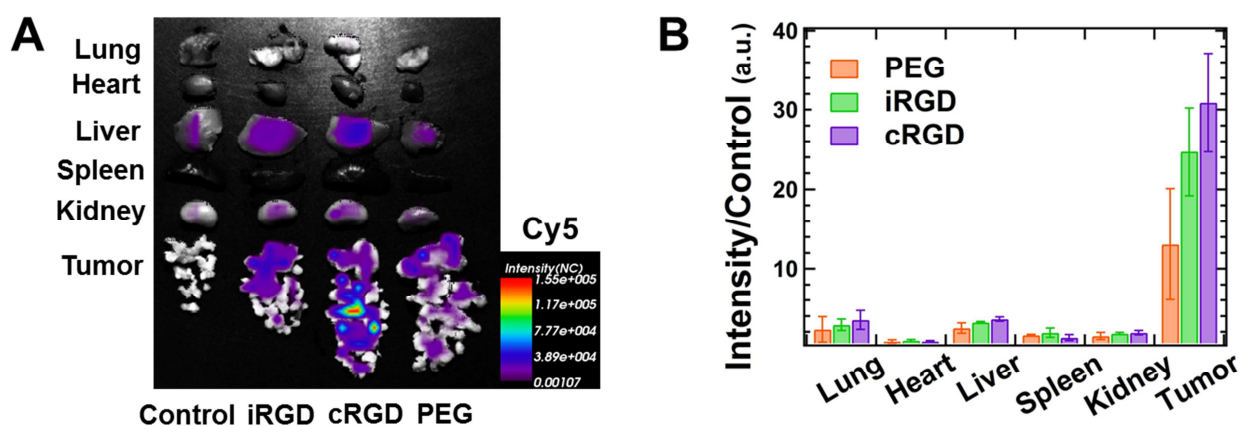 A
Lung
Heart
Liver
Spleen
Kidney
Tumor
Cy5
Intensity(NC)
1.55e+005
1.17e+005
7.77e+004
3.89e+004
0.00107
Control iRGD cRGD PEG
B
Intensity/Control (a.u.)
40
30
20
10
PEG
iRGD
cRGD
Lung Heart Liver Spleen Kidney Tumor